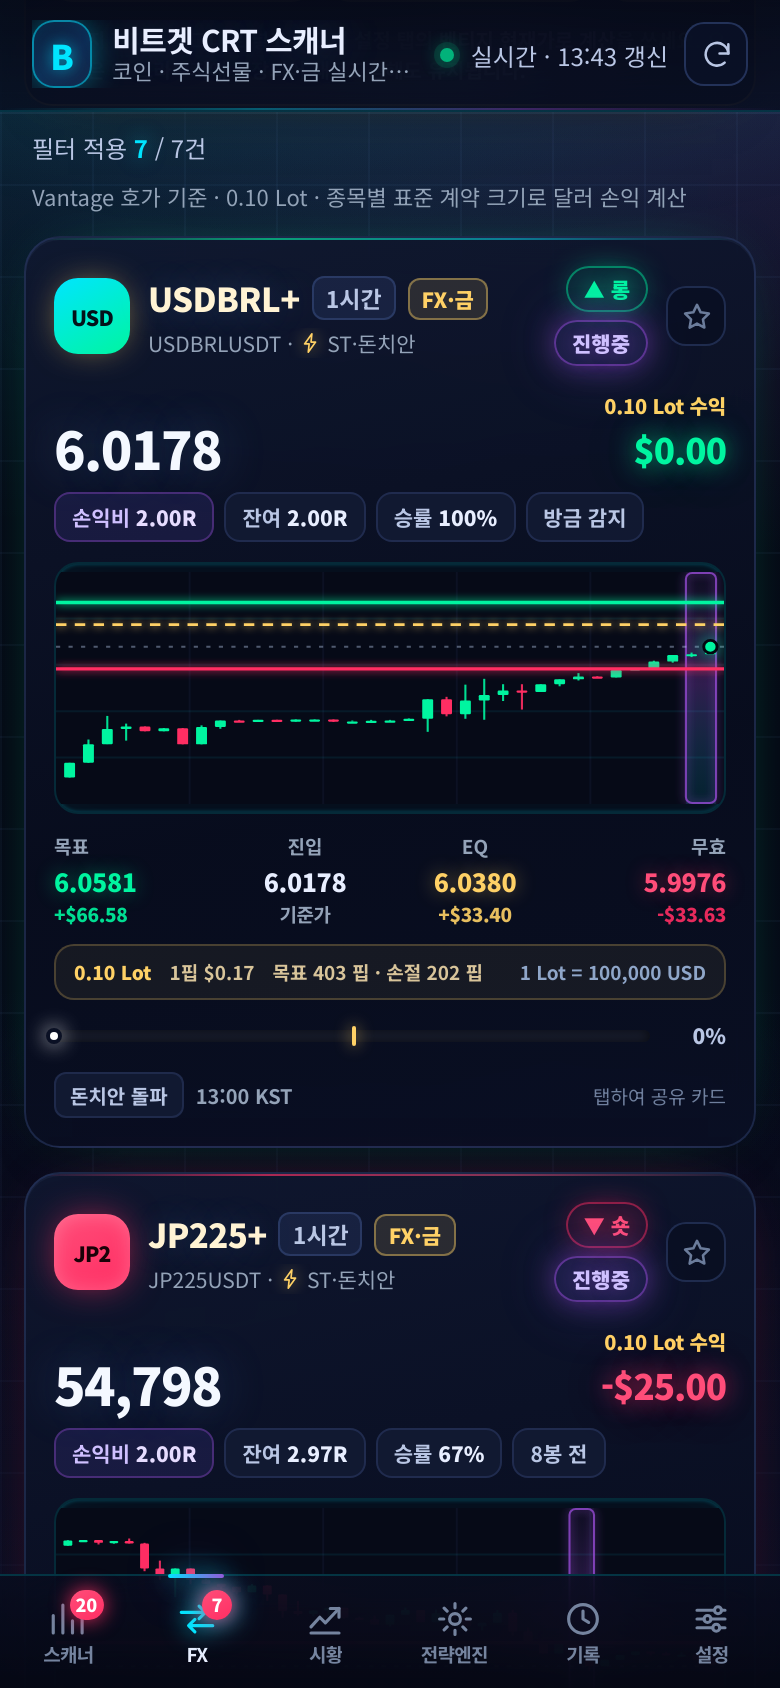 B
비트겟 CRT 스캐너
코인 · 주식선물 · FX·금 실시간…
실시간 · 13:43 갱신
필터 적용 7 / 7건
Vantage 호가 기준 · 0.10 Lot · 종목별 표준 계약 크기로 달러 손익 계산
USD
USDBRL+ 1시간 FX·금
USDBRLUSDT · ST·돈치안
▲ 롱
진행중
0.10 Lot 수익
6.0178
$0.00
손익비 2.00R 잔여 2.00R 승률 100% 방금 감지
목표 진입 EQ 무효
6.0581 6.0178 6.0380 5.9976
+$66.58 기준가 +$33.40 -$33.63
0.10 Lot 1핍 $0.17 목표 403 핍 · 손절 202 핍 1 Lot = 100,000 USD
0%
돈치안 돌파 13:00 KST 탭하여 공유 카드
JP2
JP225+ 1시간 FX·금
JP225USDT · ST·돈치안
▼ 숏
진행중
0.10 Lot 수익
54,798
-$25.00
손익비 2.00R 잔여 2.97R 승률 67% 8봉 전
20 7
스캐너 FX 시황 전략엔진 기록 설정